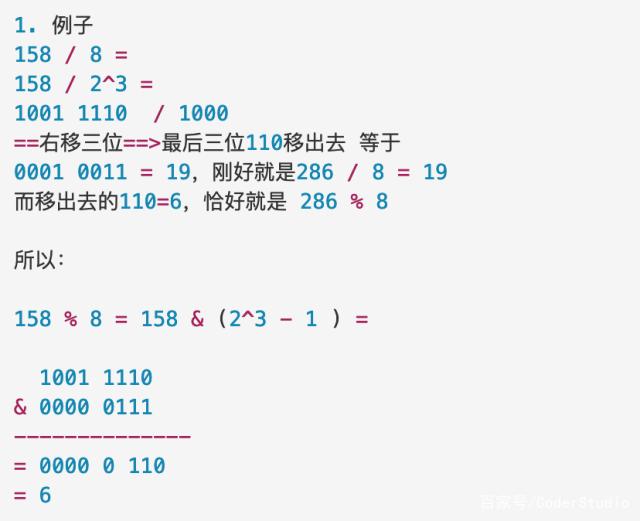 1. 例子
158 / 8 =
158 / 2^3 =
1001 1110  / 1000
==右移三位==>最后三位110移出去 等于
0001 0011 = 19，刚好就是286 / 8 = 19
而移出去的110=6，恰好就是 286 % 8
所以：
158 % 8 = 158 & (2^3 - 1 ) =
1001 1110
& 0000 0111
--------------
= 0000 0 110
= 6
百家号/CoderStudio